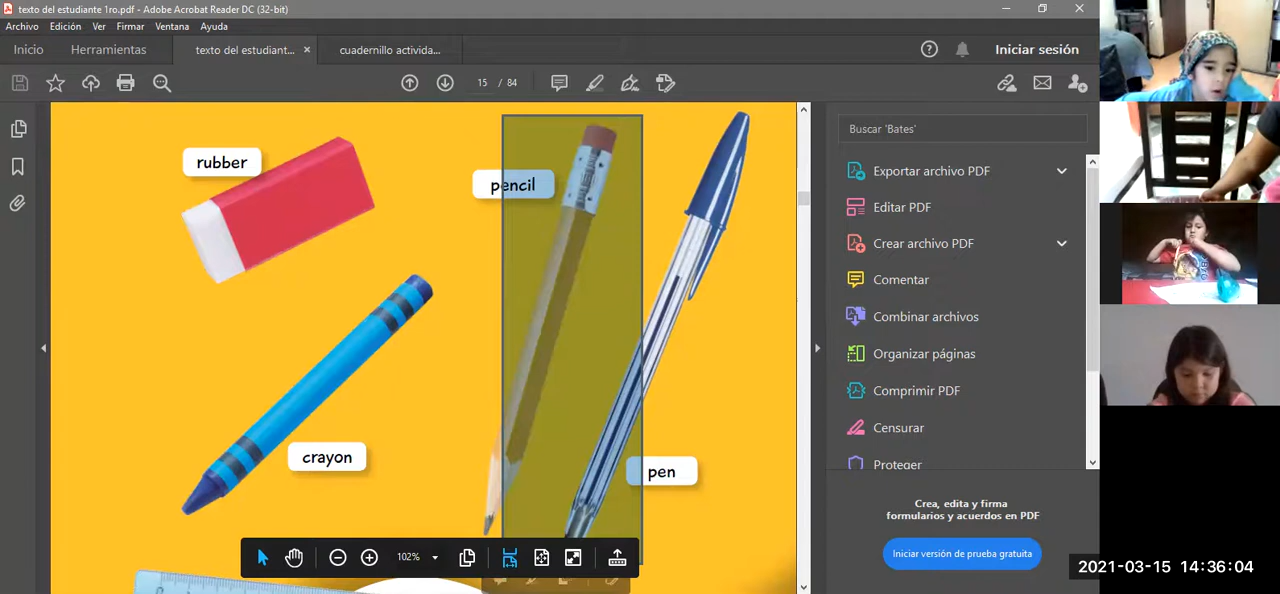 texto del estudiante 1ro.pdf - Adobe Acrobat Reader DC (32-bit)
Archivo Edición Ver Firmar Ventana Ayuda
Inicio Herramientas texto del estudiant... × cuadernillo activida... Iniciar sesión
15 / 84
Buscar 'Bates'
rubber
pencil
Exportar archivo PDF
Editar PDF
Crear archivo PDF
Comentar
Combinar archivos
Organizar páginas
Comprimir PDF
Censurar
Proteger
crayon
pen
Crea, edita y firma
formularios y acuerdos en PDF
Iniciar versión de prueba gratuita
102%
2021-03-15 14:36:04